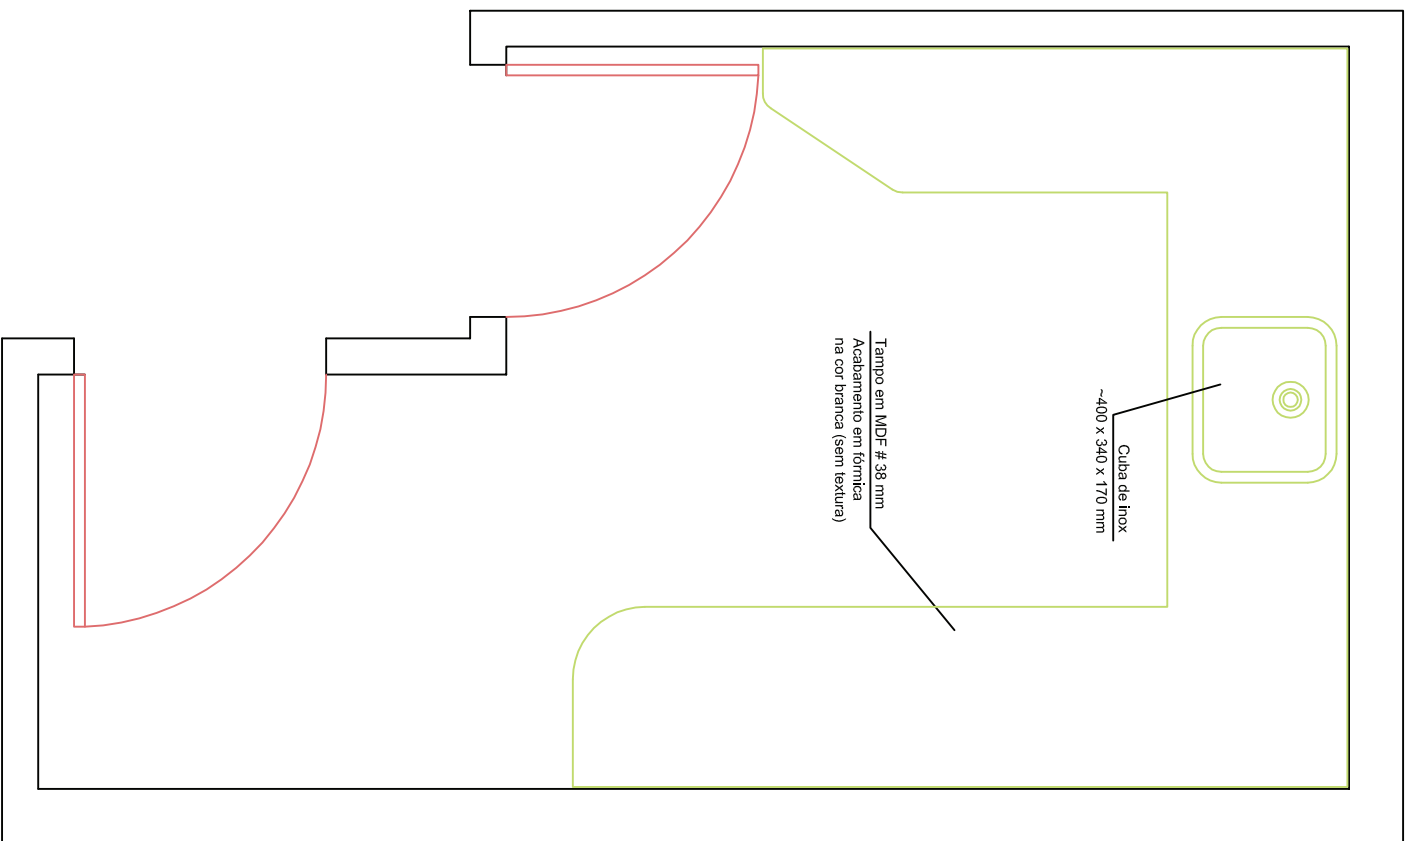 Cuba de inox
~400 x 340 x 170 mm
Tampo em MDF # 38 mm
Acabamento em fórmica
na cor branca (sem textura)